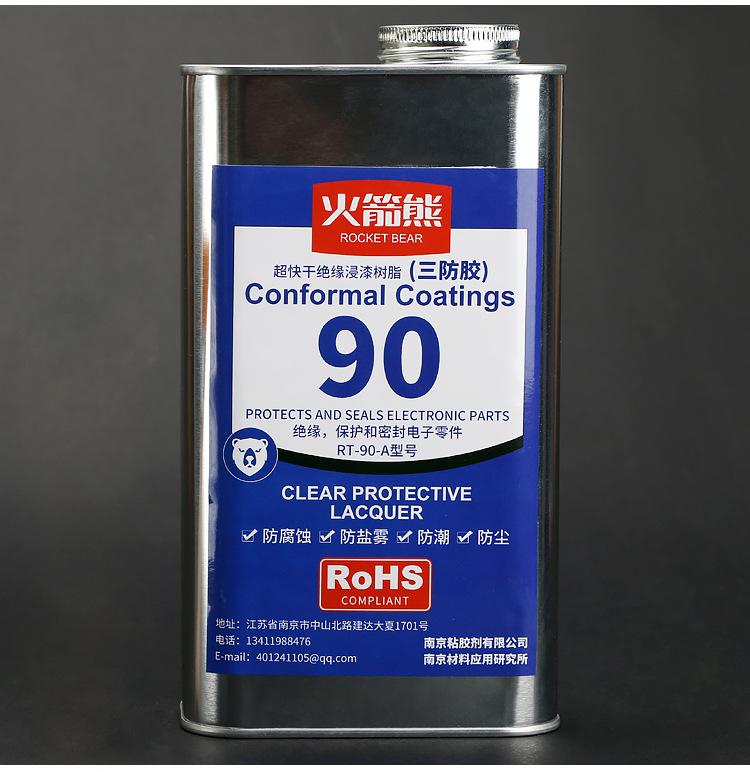 火箭熊
ROCKET BEAR
超快干绝缘浸漆树脂 (三防胶)
Conformal Coatings
90
PROTECTS AND SEALS ELECTRONIC PARTS
绝缘，保护和密封电子零件
RT-90-A型号
CLEAR PROTECTIVE
LACQUER
防腐蚀 防盐雾 防潮 防尘
RoHS
COMPLIANT
地址：江苏省南京市中山北路建达大夏1701号
电话：13411988476
E-mail：401241105@qq.com
南京粘胶剂有限公司
南京材料应用研究所